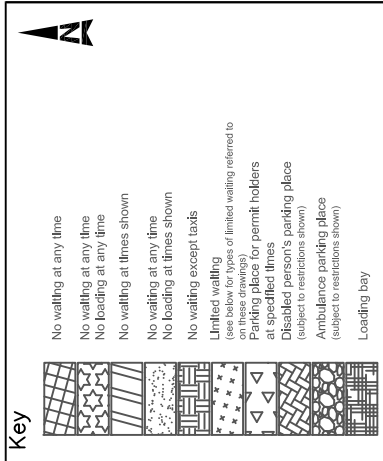 Key
N
No waiting at any time
No waiting at any time
No loading at any time
No waiting at times shown
No waiting at any time
No loading at times shown
No waiting except taxis
Limited waiting
(see below for types of limited waiting referred to
on these drawings)
Parking place for permit holders
at specified times
Disabled person's parking place
(subject to restrictions shown)
Ambulance parking place
(subject to restrictions shown)
Loading bay